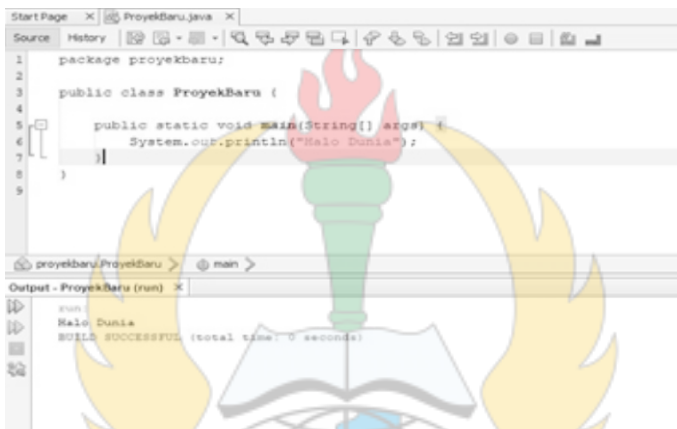 Start Page ProyekBaru.java
Source History
1 package proyekbaru;
2
3 public class ProyekBaru {
4
5 public static void main(String[] args) {
6 System.out.println("Halo Dunia");
7 }
8 }
9
proyekbaru.ProyekBaru main
Output - ProyekBaru (run)
run:
Halo Dunia
BUILD SUCCESSFUL (total time: 0 seconds)